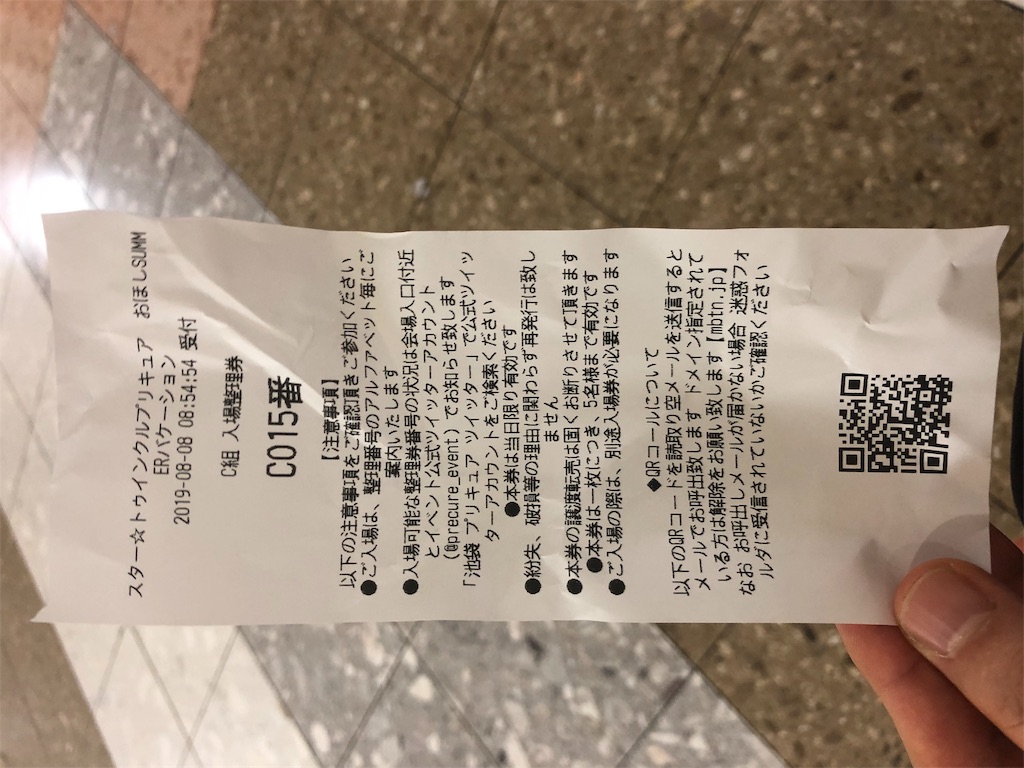 スター☆トゥインクルプリキュア　おほしSUMM
ERバケーション
2019-08-08 08:54:54 受付
C組 入場整理券
C015番
【注意事項】
以下の注意事項をご確認頂きご参加ください
●ご入場は、整理番号のアルファアベット毎にご
案内いたします
●入場可能な整理券番号の状況は会場入口付近
とイベント公式ツイッターアカウント
(@precure_event) でお知らせ致します
「池袋 プリキュア ツイッター」で公式ツイッ
ターアカウントをご検索ください
●本券は当日限り有効です
●紛失、破損等の理由に関わらず再発行は致し
ません
●本券の譲渡転売は固くお断りさせて頂きます
●本券は一枚につき、5名様まで有効です
●ご入場の際は、別途入場券が必要になります
◆QRコールについて
以下のQRコードを読取り空メールを送信すると
メールでお呼出致します ドメイン指定されて
いる方は解除をお願い致します【mbtn.jp】
なお お呼出しメールが届かない場合 迷惑フォ
ルダに受信されていないかご確認ください